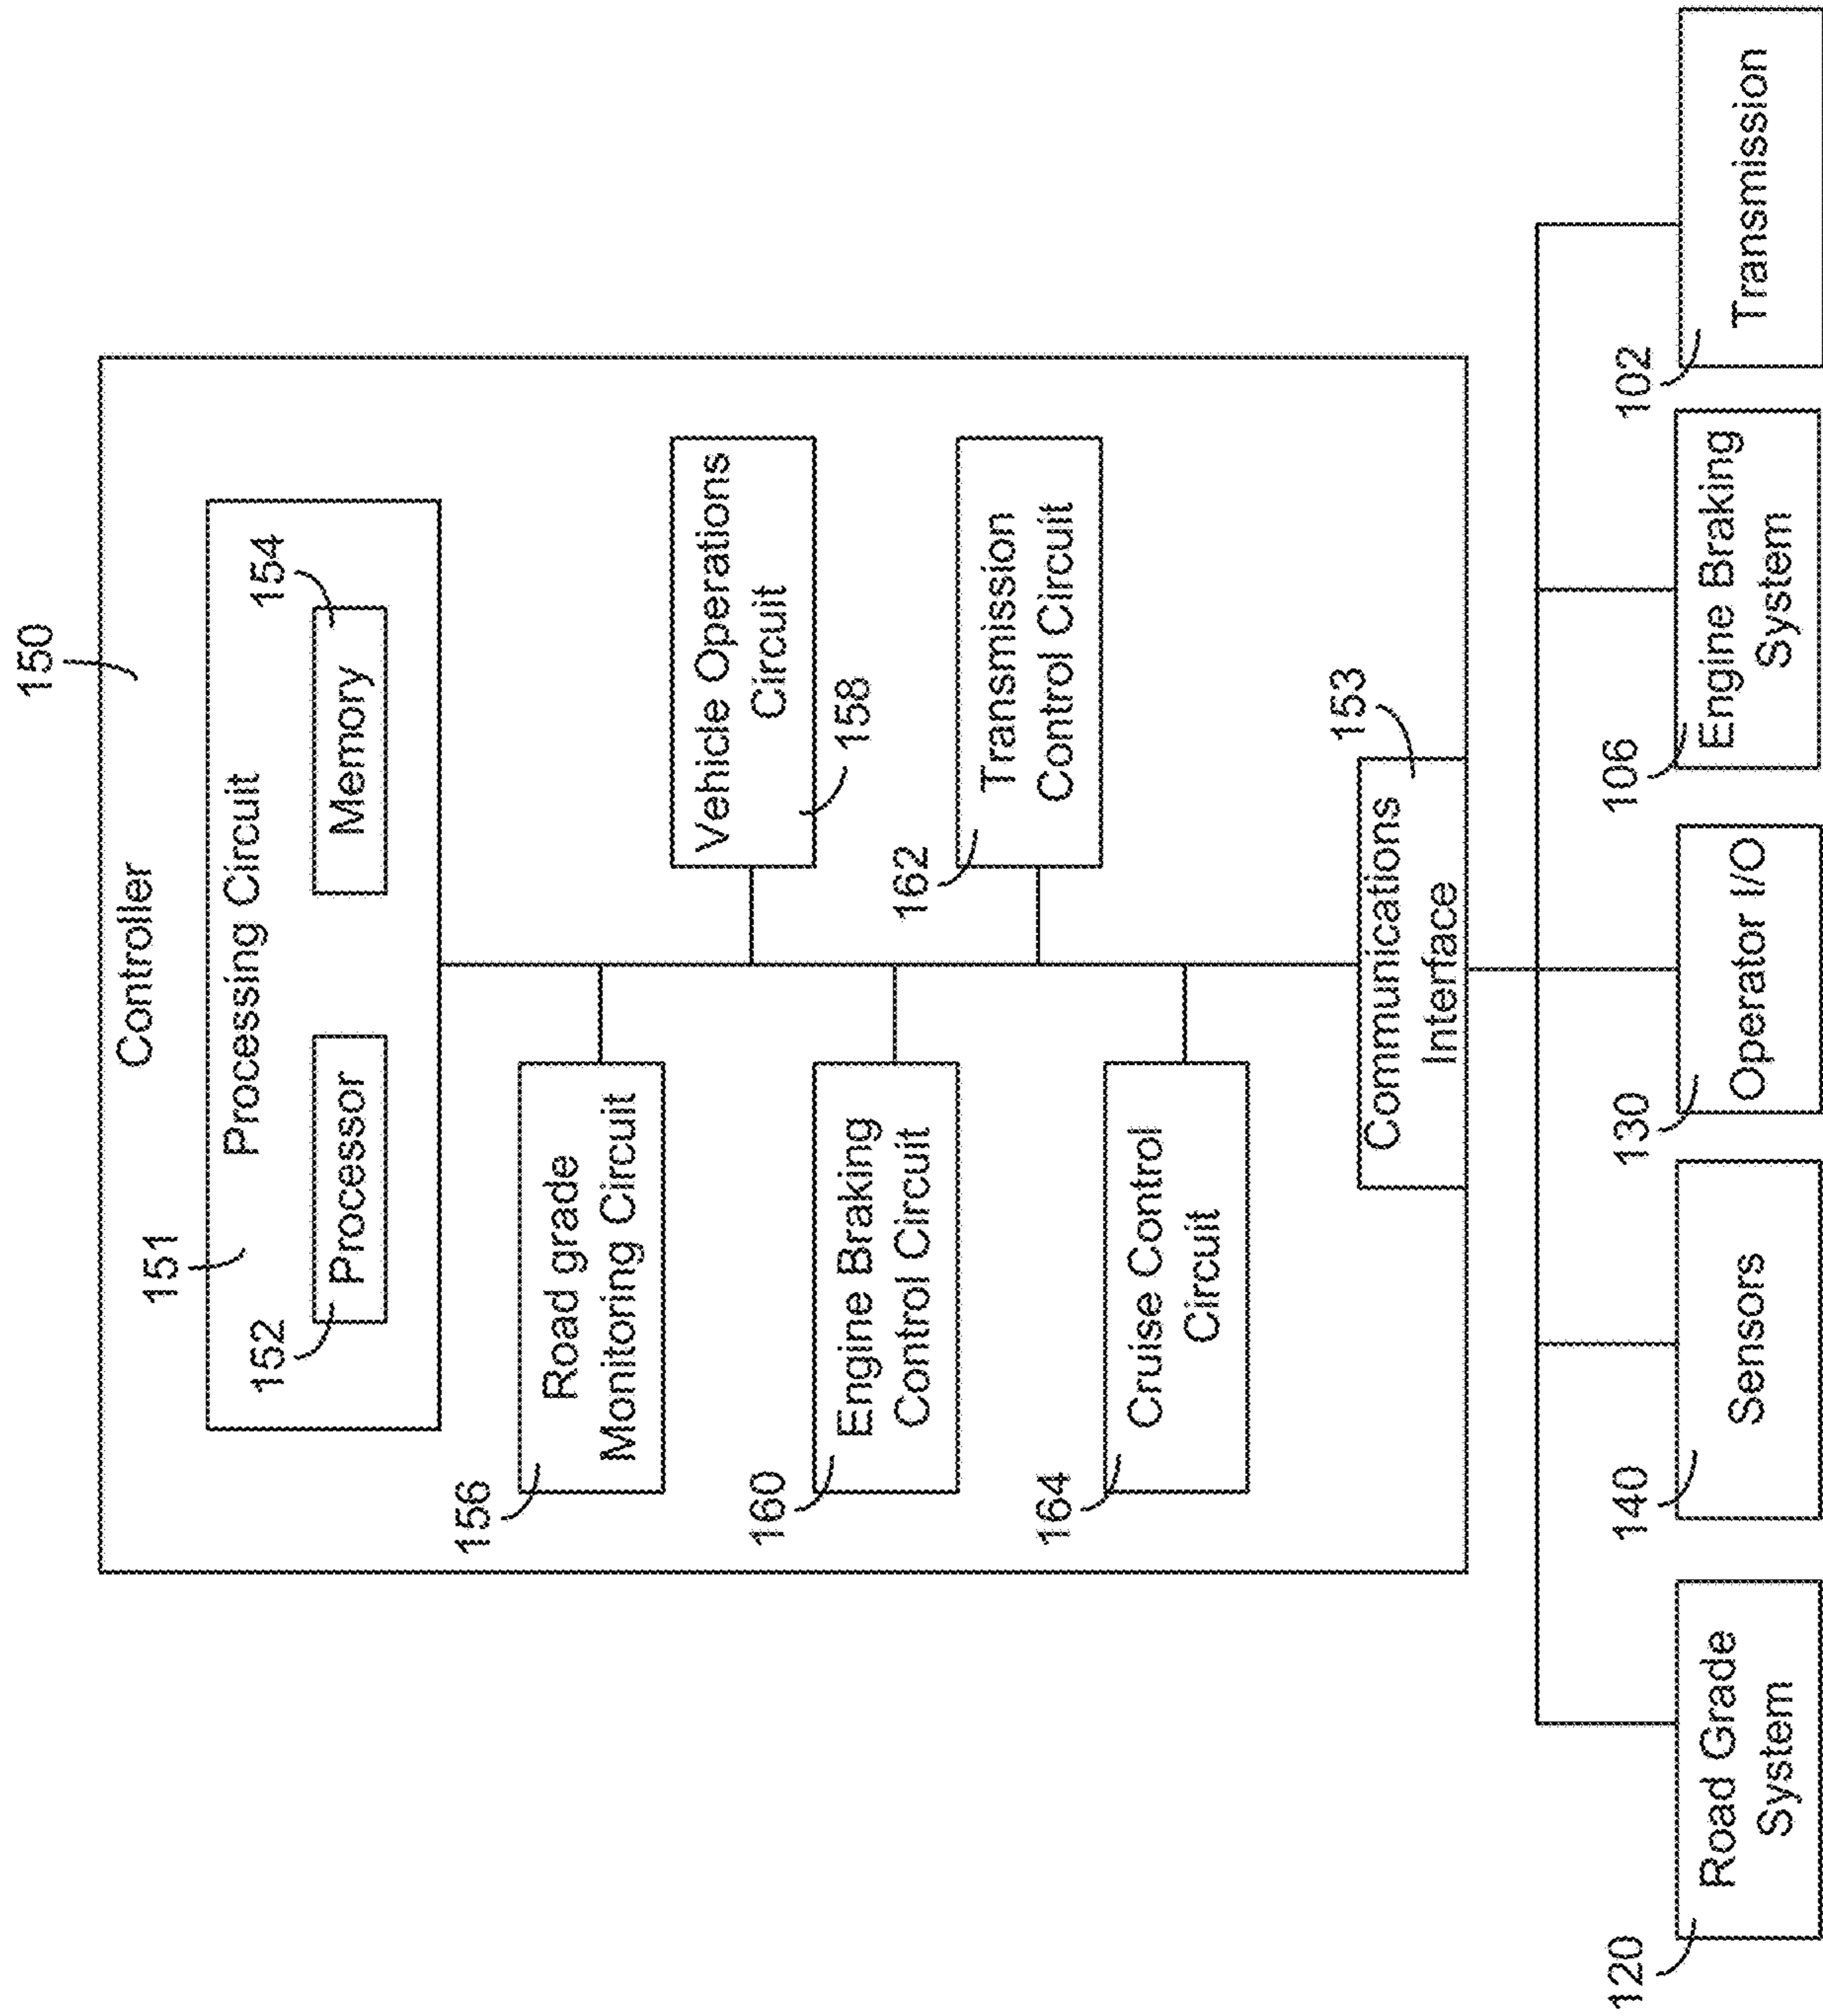 150
Controller
151
Processing Circuit
152
Processor
154
Memory
156
Road grade
Monitoring Circuit
Vehicle Operations
Circuit
158
160
Engine Braking
Control Circuit
162
Transmission
Control Circuit
164
Cruise Control
Circuit
153
Communications
Interface
120
Road Grade
System
140
Sensors
130
Operator I/O
106
Engine Braking
System
102
Transmission